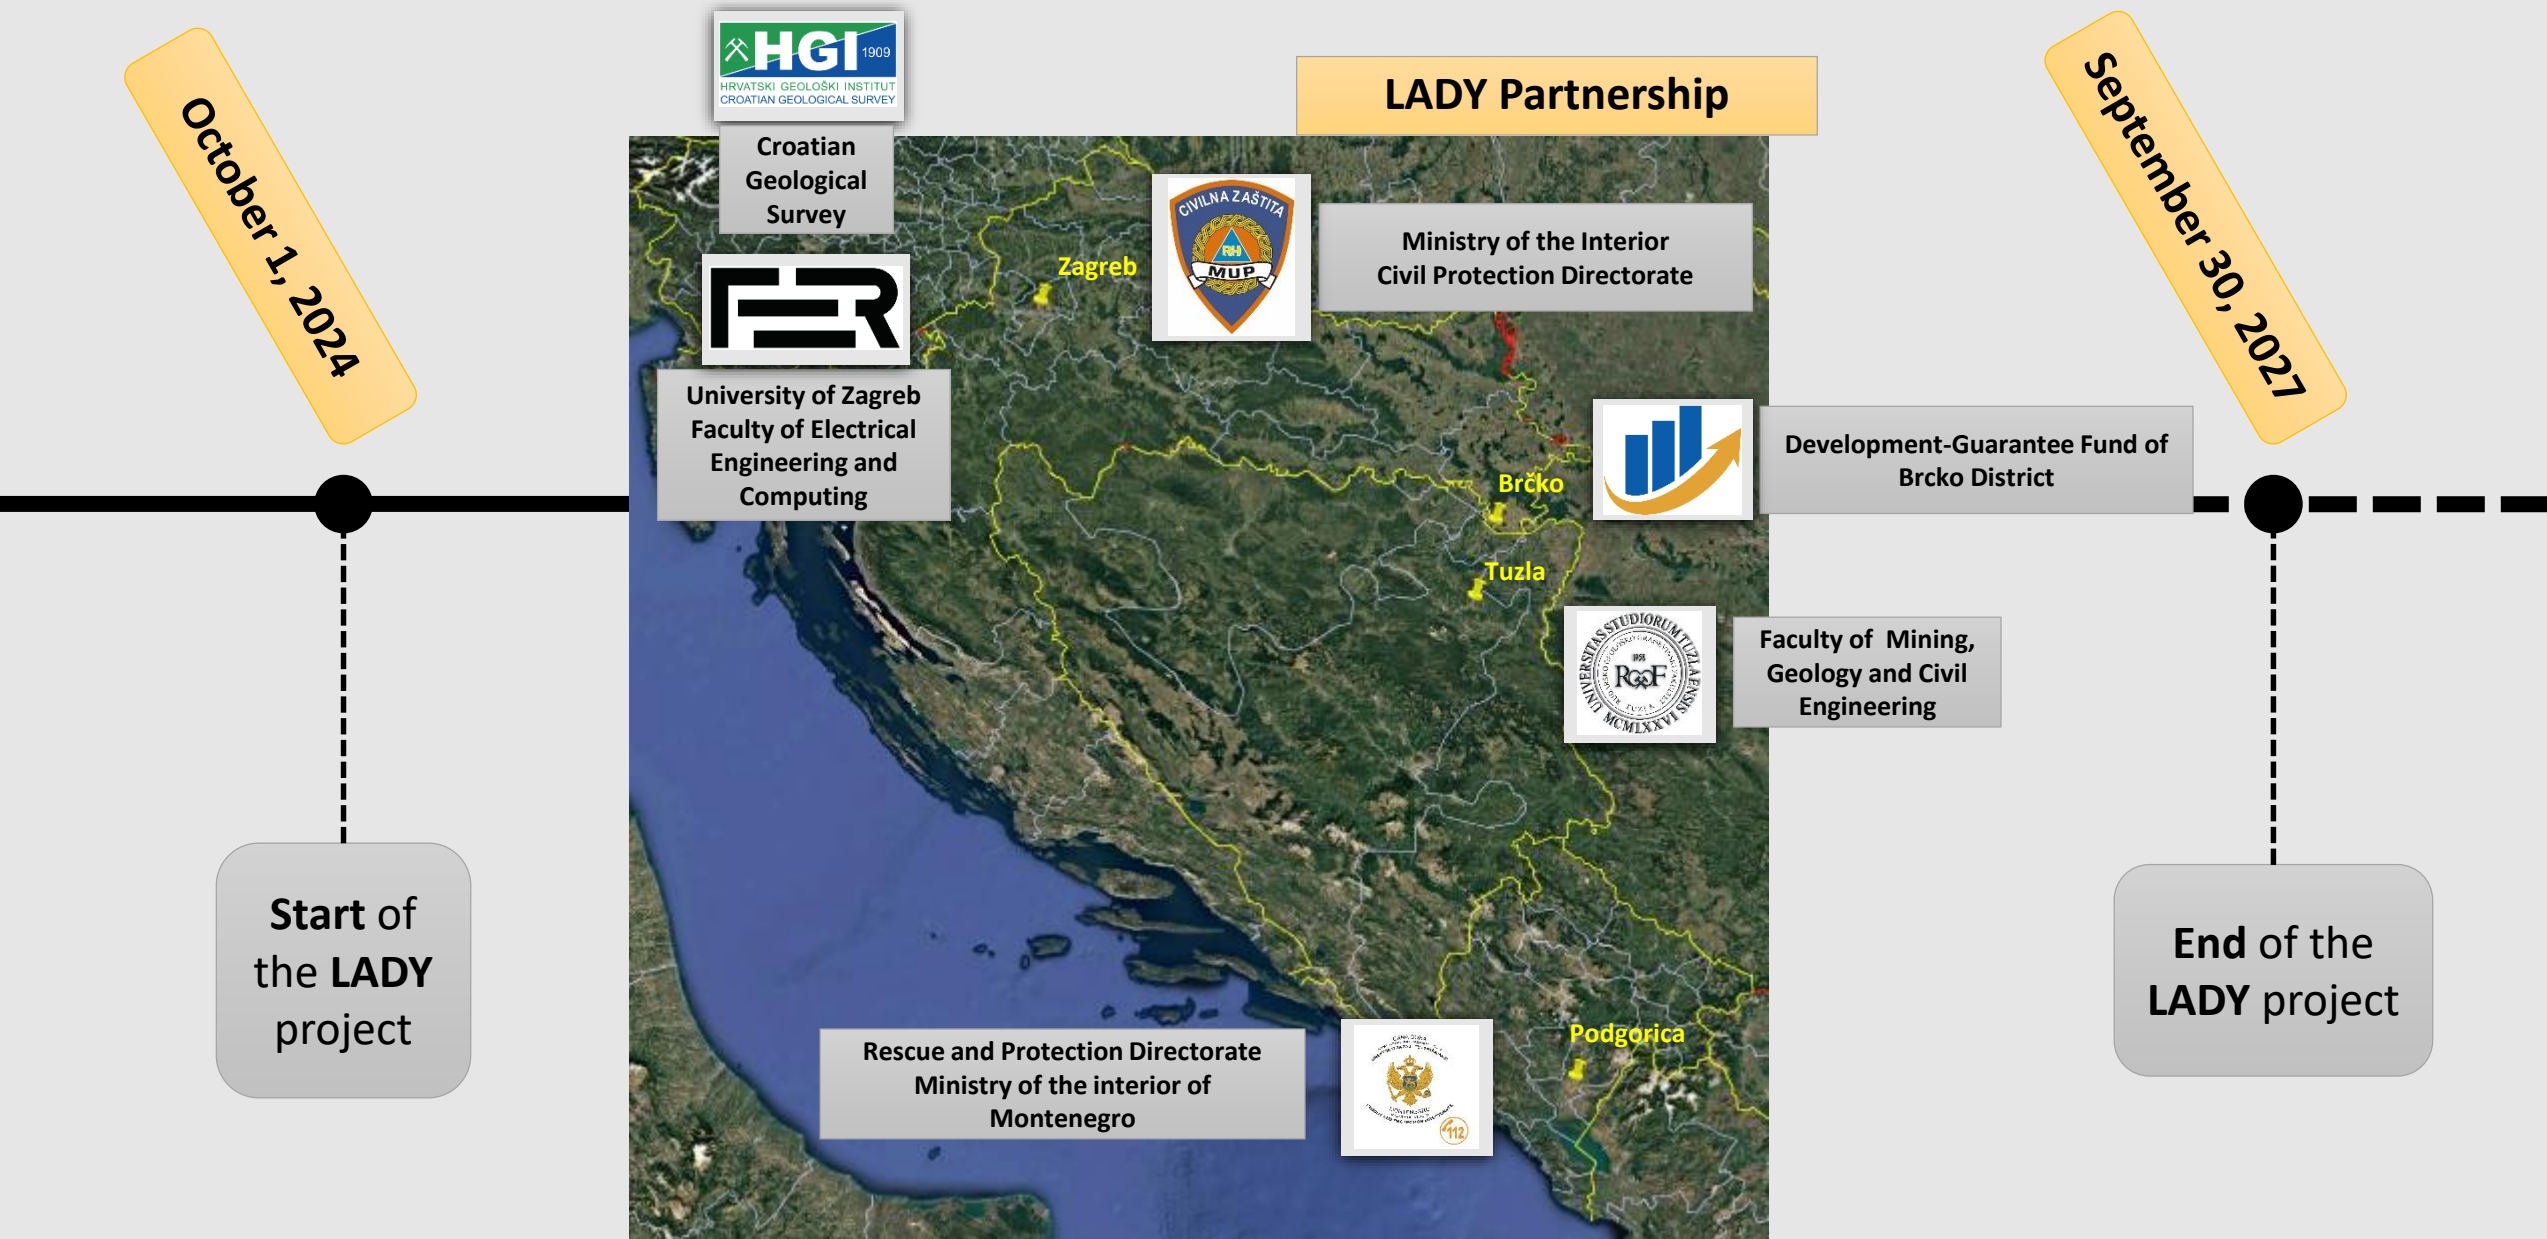 October 1, 2024
HGI 1909
HRVATSKI GEOLOŠKI INSTITUT
CROATIAN GEOLOGICAL SURVEY
Croatian
Geological
Survey
LADY Partnership
September 30, 2027
CIVILNA ZAŠTITA
RH
MUP
Ministry of the Interior
Civil Protection Directorate
Zagreb
FER
University of Zagreb
Faculty of Electrical
Engineering and
Computing
Development-Guarantee Fund of
Brcko District
Brčko
Tuzla
UNIVERSITAS STUDIORUM TUZLAENSIS
MCMLXXVI
RGGF
Faculty of  Mining,
Geology and Civil
Engineering
Start of
the LADY
project
End of the
LADY project
Rescue and Protection Directorate
Ministry of the interior of
Montenegro
112
Podgorica